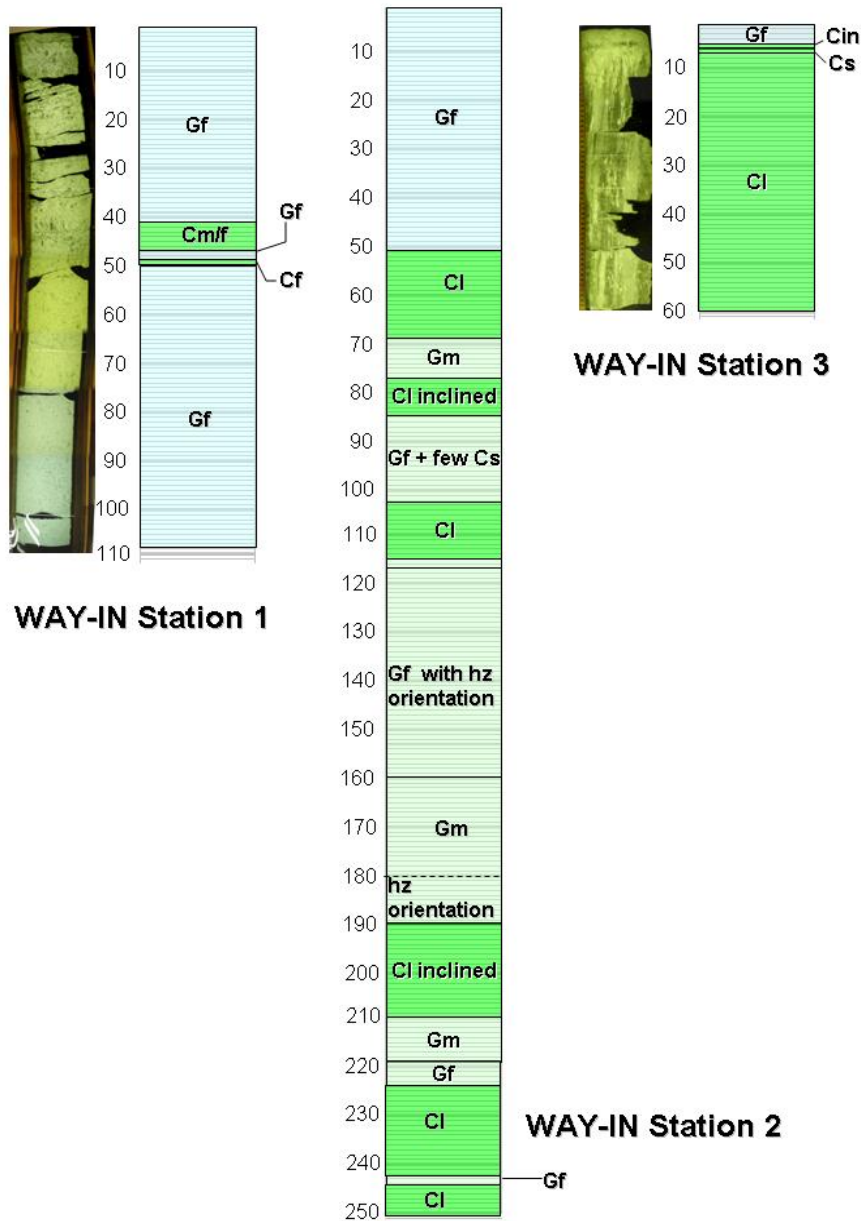 10
20
30
40
50
60
70
80
90
100
110
Gf
Cm/f
Gf
Cf
Gf
WAY-IN Station 1
10
20
30
40
50
60
70
80
90
100
110
120
130
140
150
160
170
180
190
200
210
220
230
240
250
Gf
Cl
Gm
Cl inclined
Gf + few Cs
Cl
Gf with hz
orientation
Gm
hz
orientation
Cl inclined
Gm
Gf
Cl
Gf
Cl
WAY-IN Station 2
10
20
30
40
50
60
Gf
Cin
Cs
Cl
WAY-IN Station 3